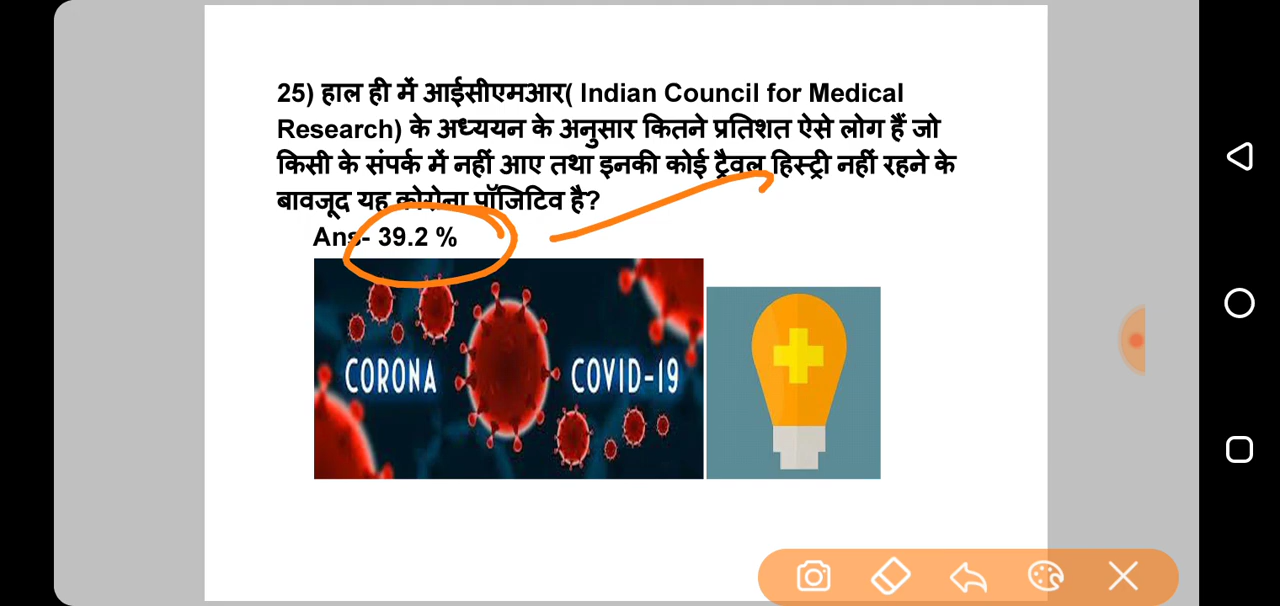 25) हाल ही में आईसीएमआर( Indian Council for Medical
Research) के अध्ययन के अनुसार कितने प्रतिशत ऐसे लोग हैं जो
किसी के संपर्क में नहीं आए तथा इनकी कोई ट्रैवल हिस्ट्री नहीं रहने के
बावजूद यह कोरोना पॉजिटिव है?
Ans- 39.2 %
CORONA COVID-19